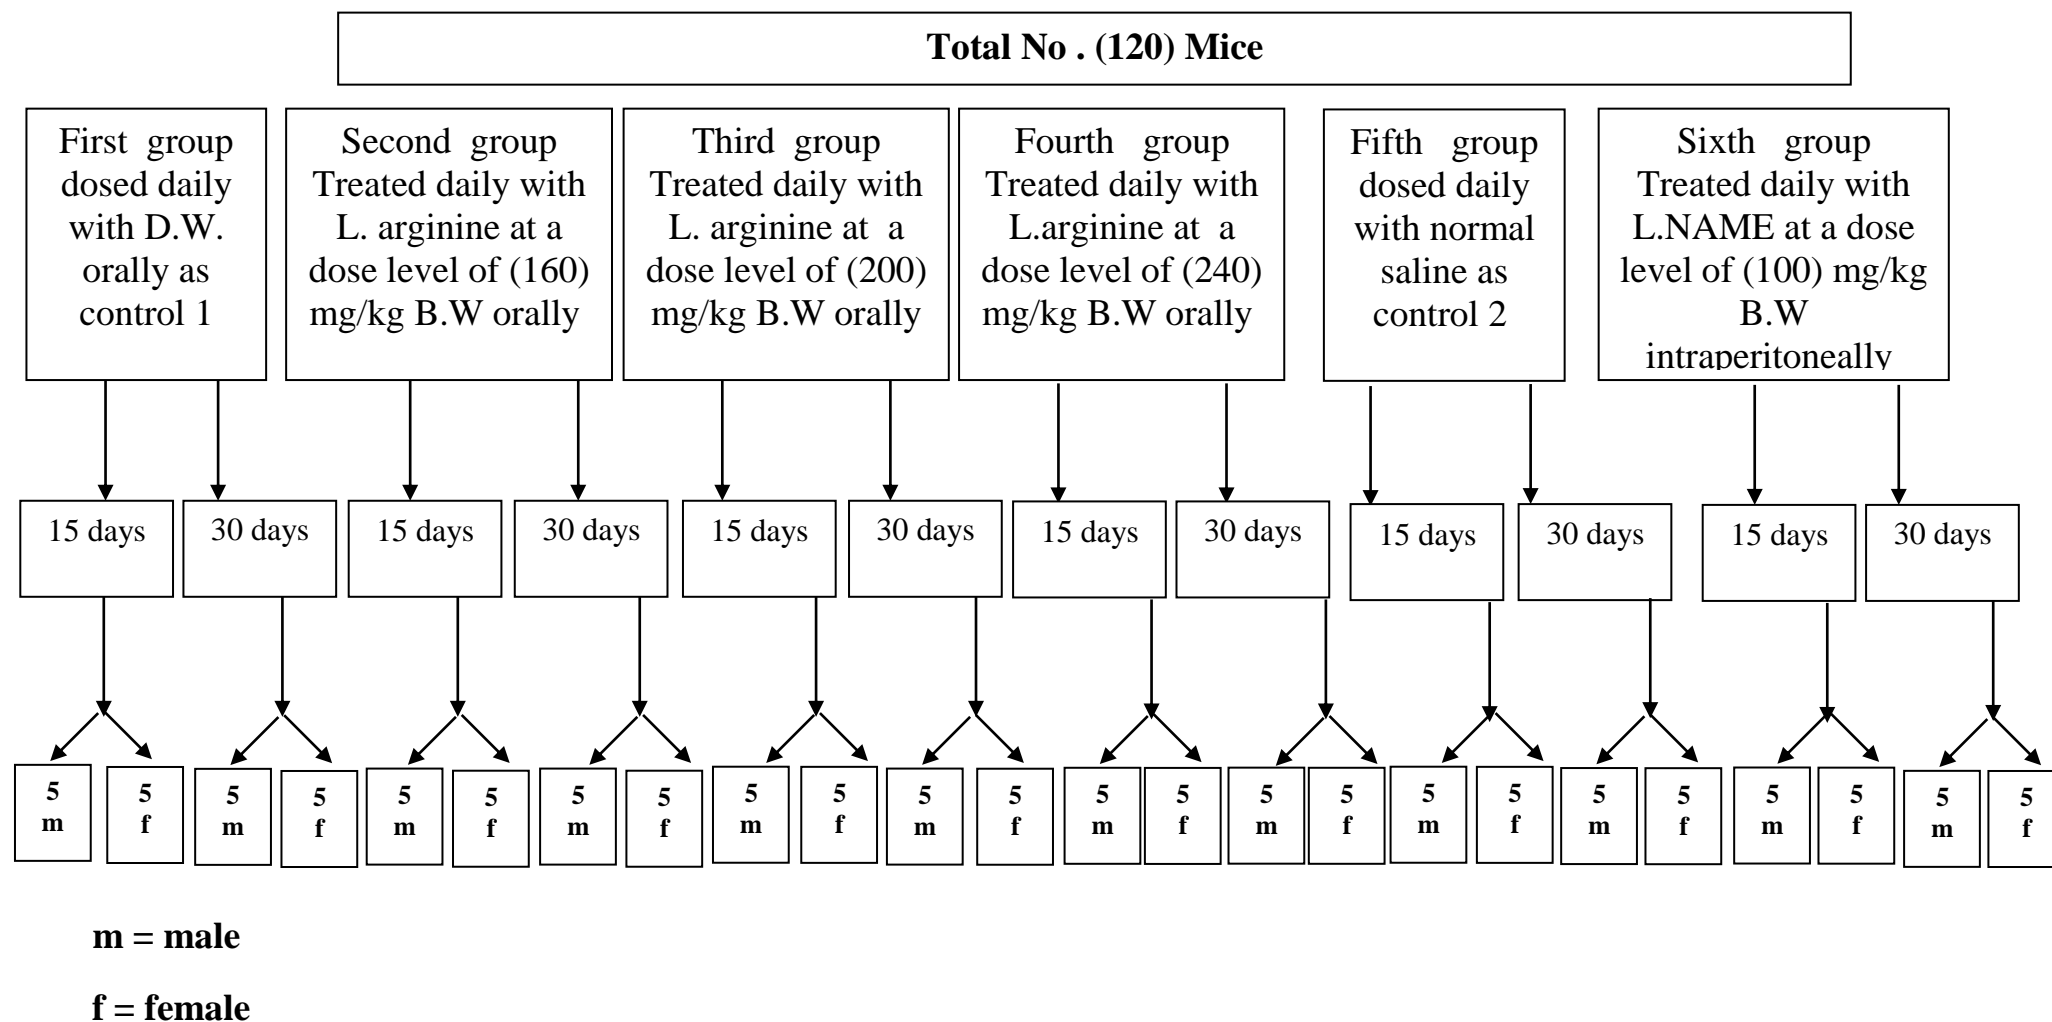 Total No . (120) Mice
First group
dosed daily
with D.W.
orally as
control 1
Second group
Treated daily with
L. arginine at a
dose level of (160)
mg/kg B.W orally
Third group
Treated daily with
L. arginine at a
dose level of (200)
mg/kg B.W orally
Fourth group
Treated daily with
L.arginine at a
dose level of (240)
mg/kg B.W orally
Fifth group
dosed daily
with normal
saline as
control 2
Sixth group
Treated daily with
L.NAME at a dose
level of (100) mg/kg
B.W
intraperitoneally
15 days
30 days
15 days
30 days
15 days
30 days
15 days
30 days
15 days
30 days
15 days
30 days
5
m
5
f
5
m
5
f
5
m
5
f
5
m
5
f
5
m
5
f
5
m
5
f
5
m
5
f
5
m
5
f
5
m
5
f
5
m
5
f
5
m
5
f
5
m
5
f
m = male
f = female